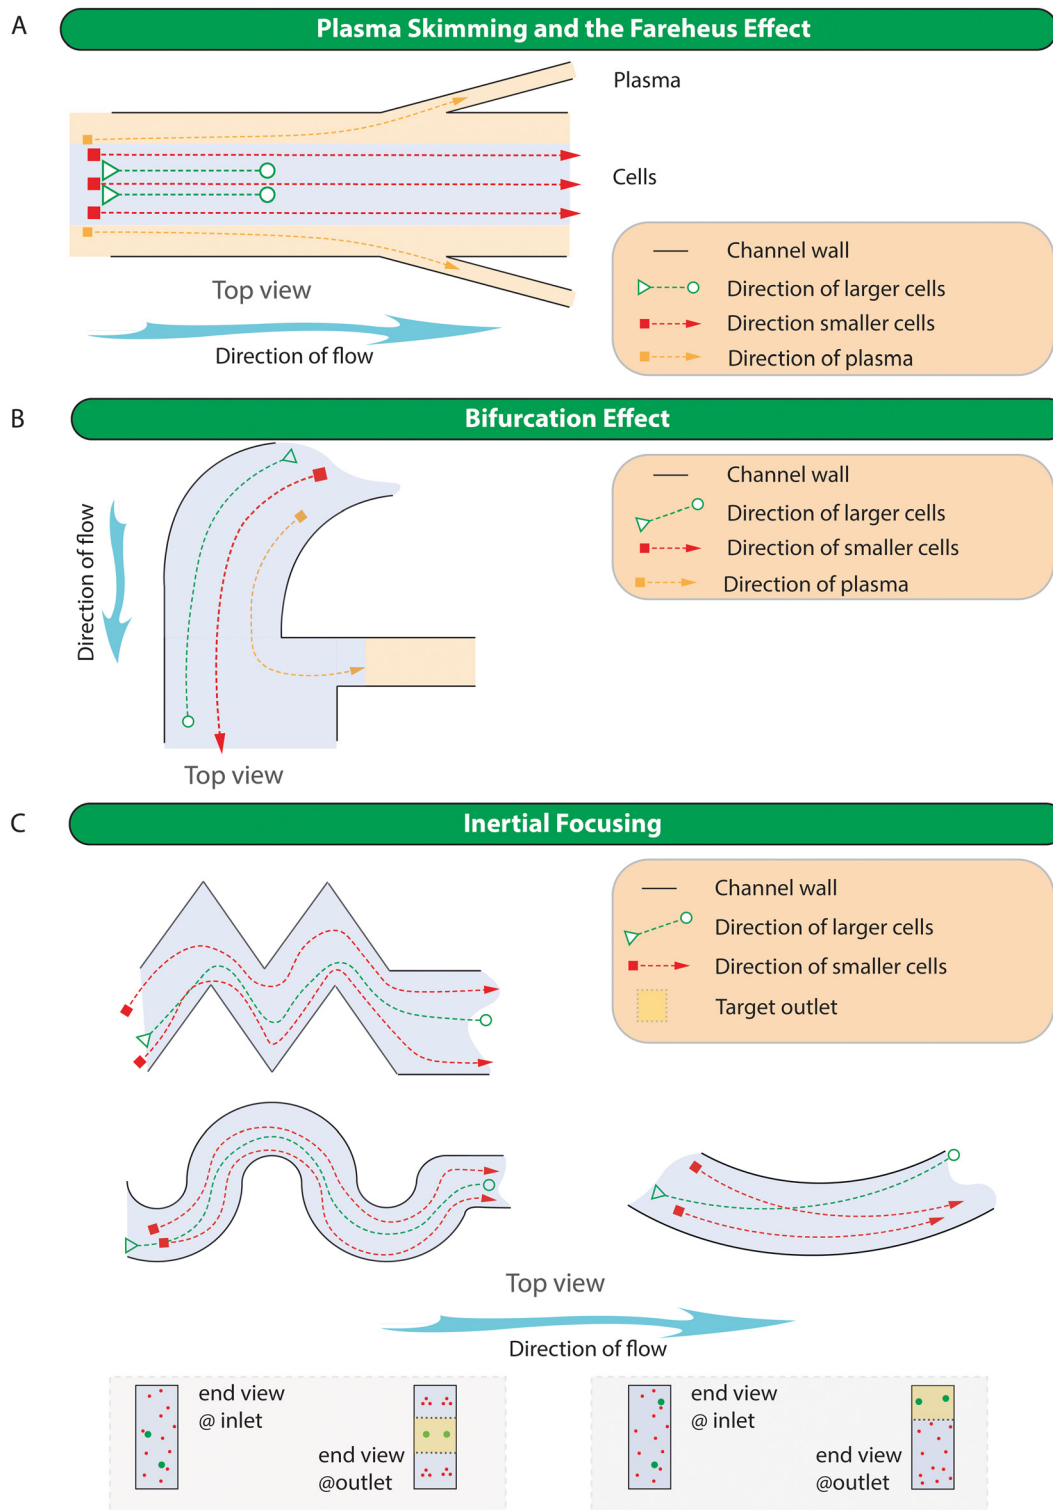 A
Plasma Skimming and the Fareheus Effect
Plasma
Cells
Channel wall
Direction of larger cells
Direction smaller cells
Direction of plasma
Top view
Direction of flow
B
Bifurcation Effect
Channel wall
Direction of larger cells
Direction of smaller cells
Direction of plasma
Direction of flow
Top view
C
Inertial Focusing
Channel wall
Direction of larger cells
Direction of smaller cells
Target outlet
Top view
Direction of flow
end view
@ inlet
end view
@outlet
end view
@ inlet
end view
@outlet